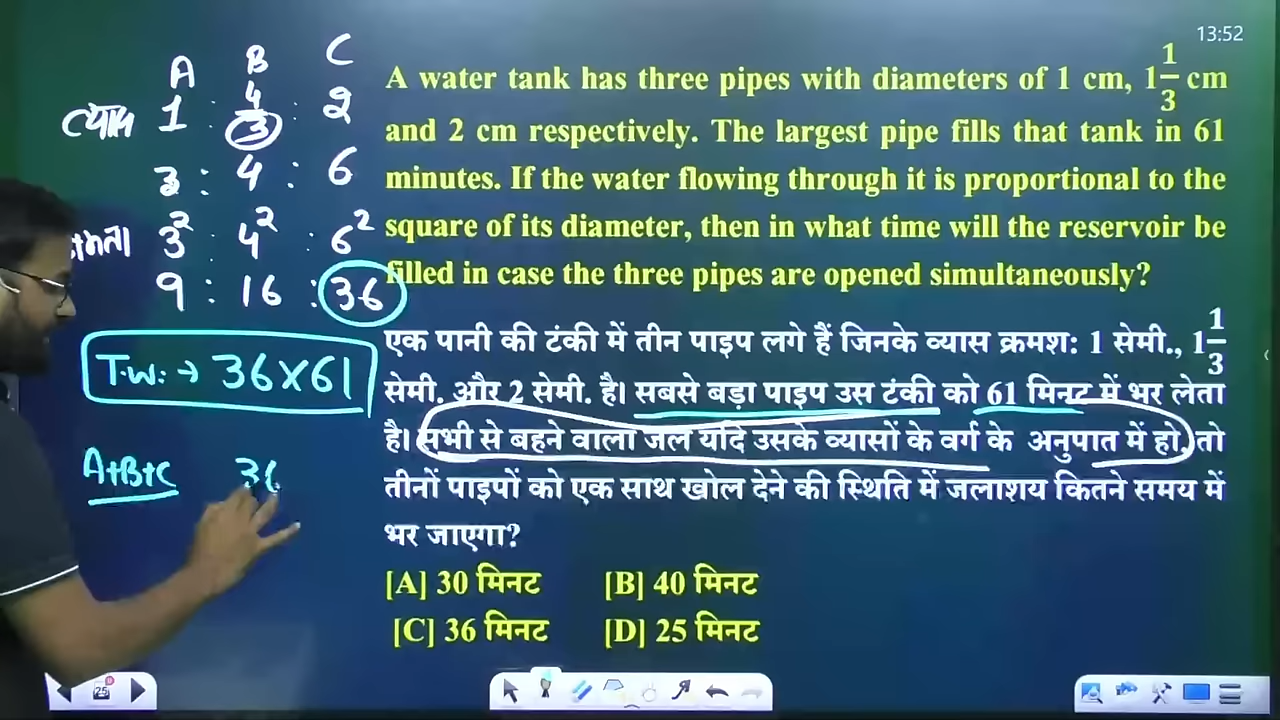 13:52
A B C
व्यास 1 : 4/3 : 2
3 : 4 : 6
3² : 4² : 6²
9 : 16 : 36
T.W. → 36×61
A+B+C 36
A water tank has three pipes with diameters of 1 cm, 1 1/3 cm
and 2 cm respectively. The largest pipe fills that tank in 61
minutes. If the water flowing through it is proportional to the
square of its diameter, then in what time will the reservoir be
filled in case the three pipes are opened simultaneously?
एक पानी की टंकी में तीन पाइप लगे हैं जिनके व्यास क्रमश: 1 सेमी., 1 1/3
सेमी. और 2 सेमी. है। सबसे बड़ा पाइप उस टंकी को 61 मिनट में भर लेता
है। सभी से बहने वाला जल यदि उसके व्यासों के वर्ग के अनुपात में हो, तो
तीनों पाइपों को एक साथ खोल देने की स्थिति में जलाशय कितने समय में
भर जाएगा?
[A] 30 मिनट [B] 40 मिनट
[C] 36 मिनट [D] 25 मिनट
25